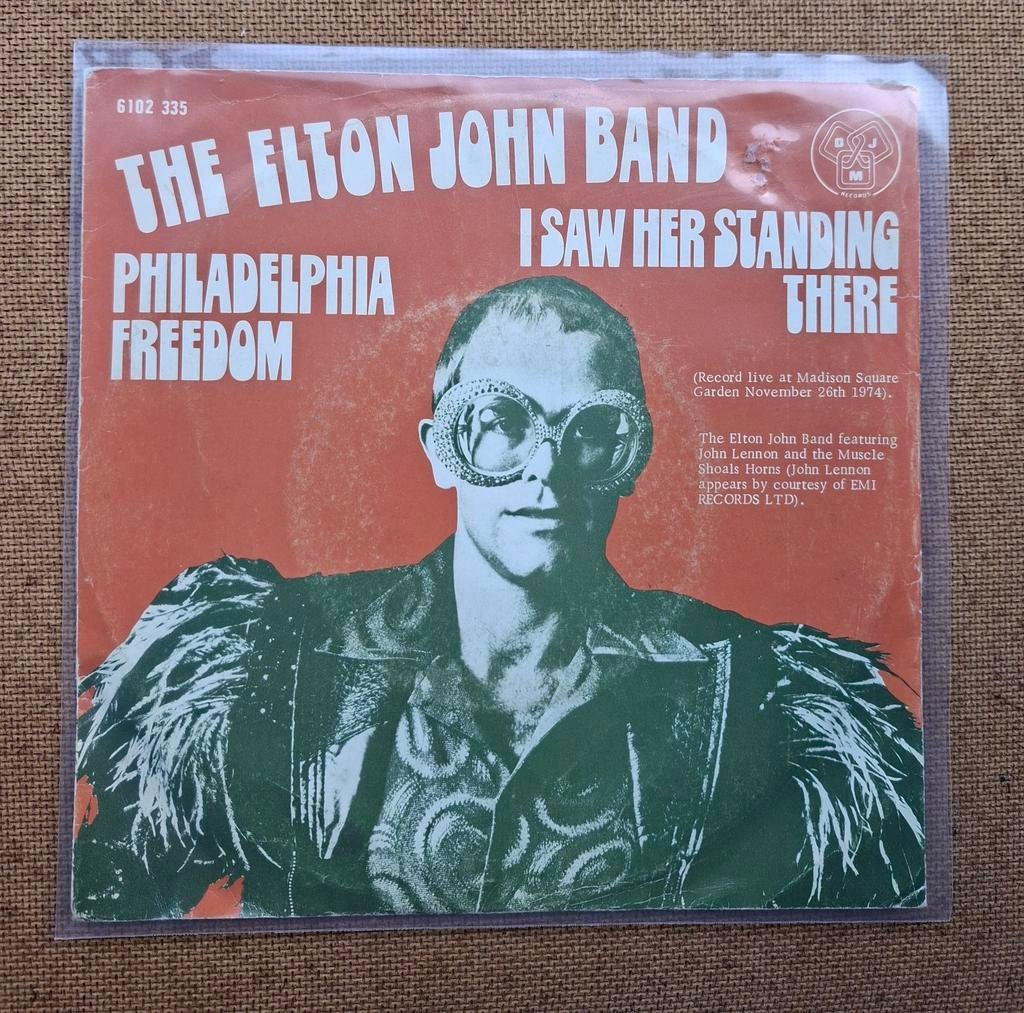 6102 335
THE ELTON JOHN BAND
D J
M
RECORDS
I SAW HER STANDING
THERE
PHILADELPHIA
FREEDOM
(Record live at Madison Square
Garden November 26th 1974).
The Elton John Band featuring
John Lennon and the Muscle
Shoals Horns (John Lennon
appears by courtesy of EMI
RECORDS LTD).